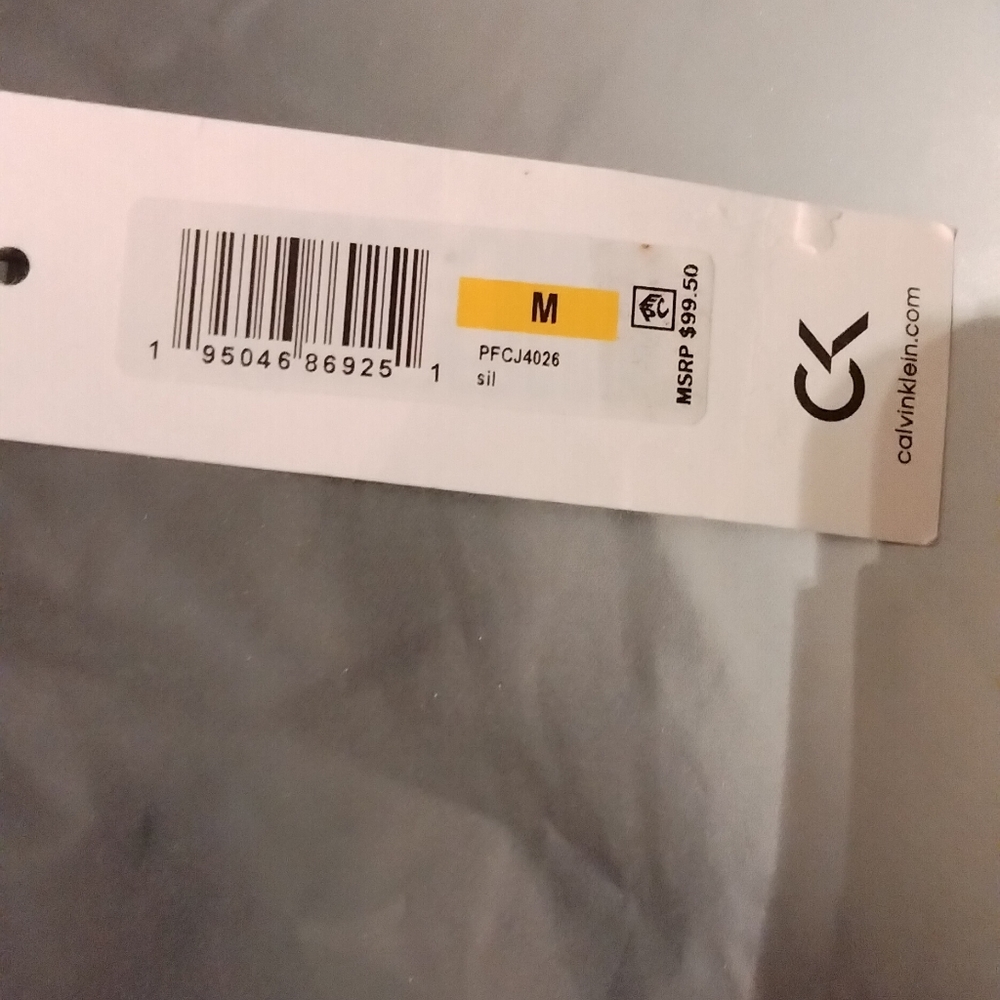 1 95046 86925 1
M
PFCJ4026
sil
MSRP $99.50
CK
calvinklein.com